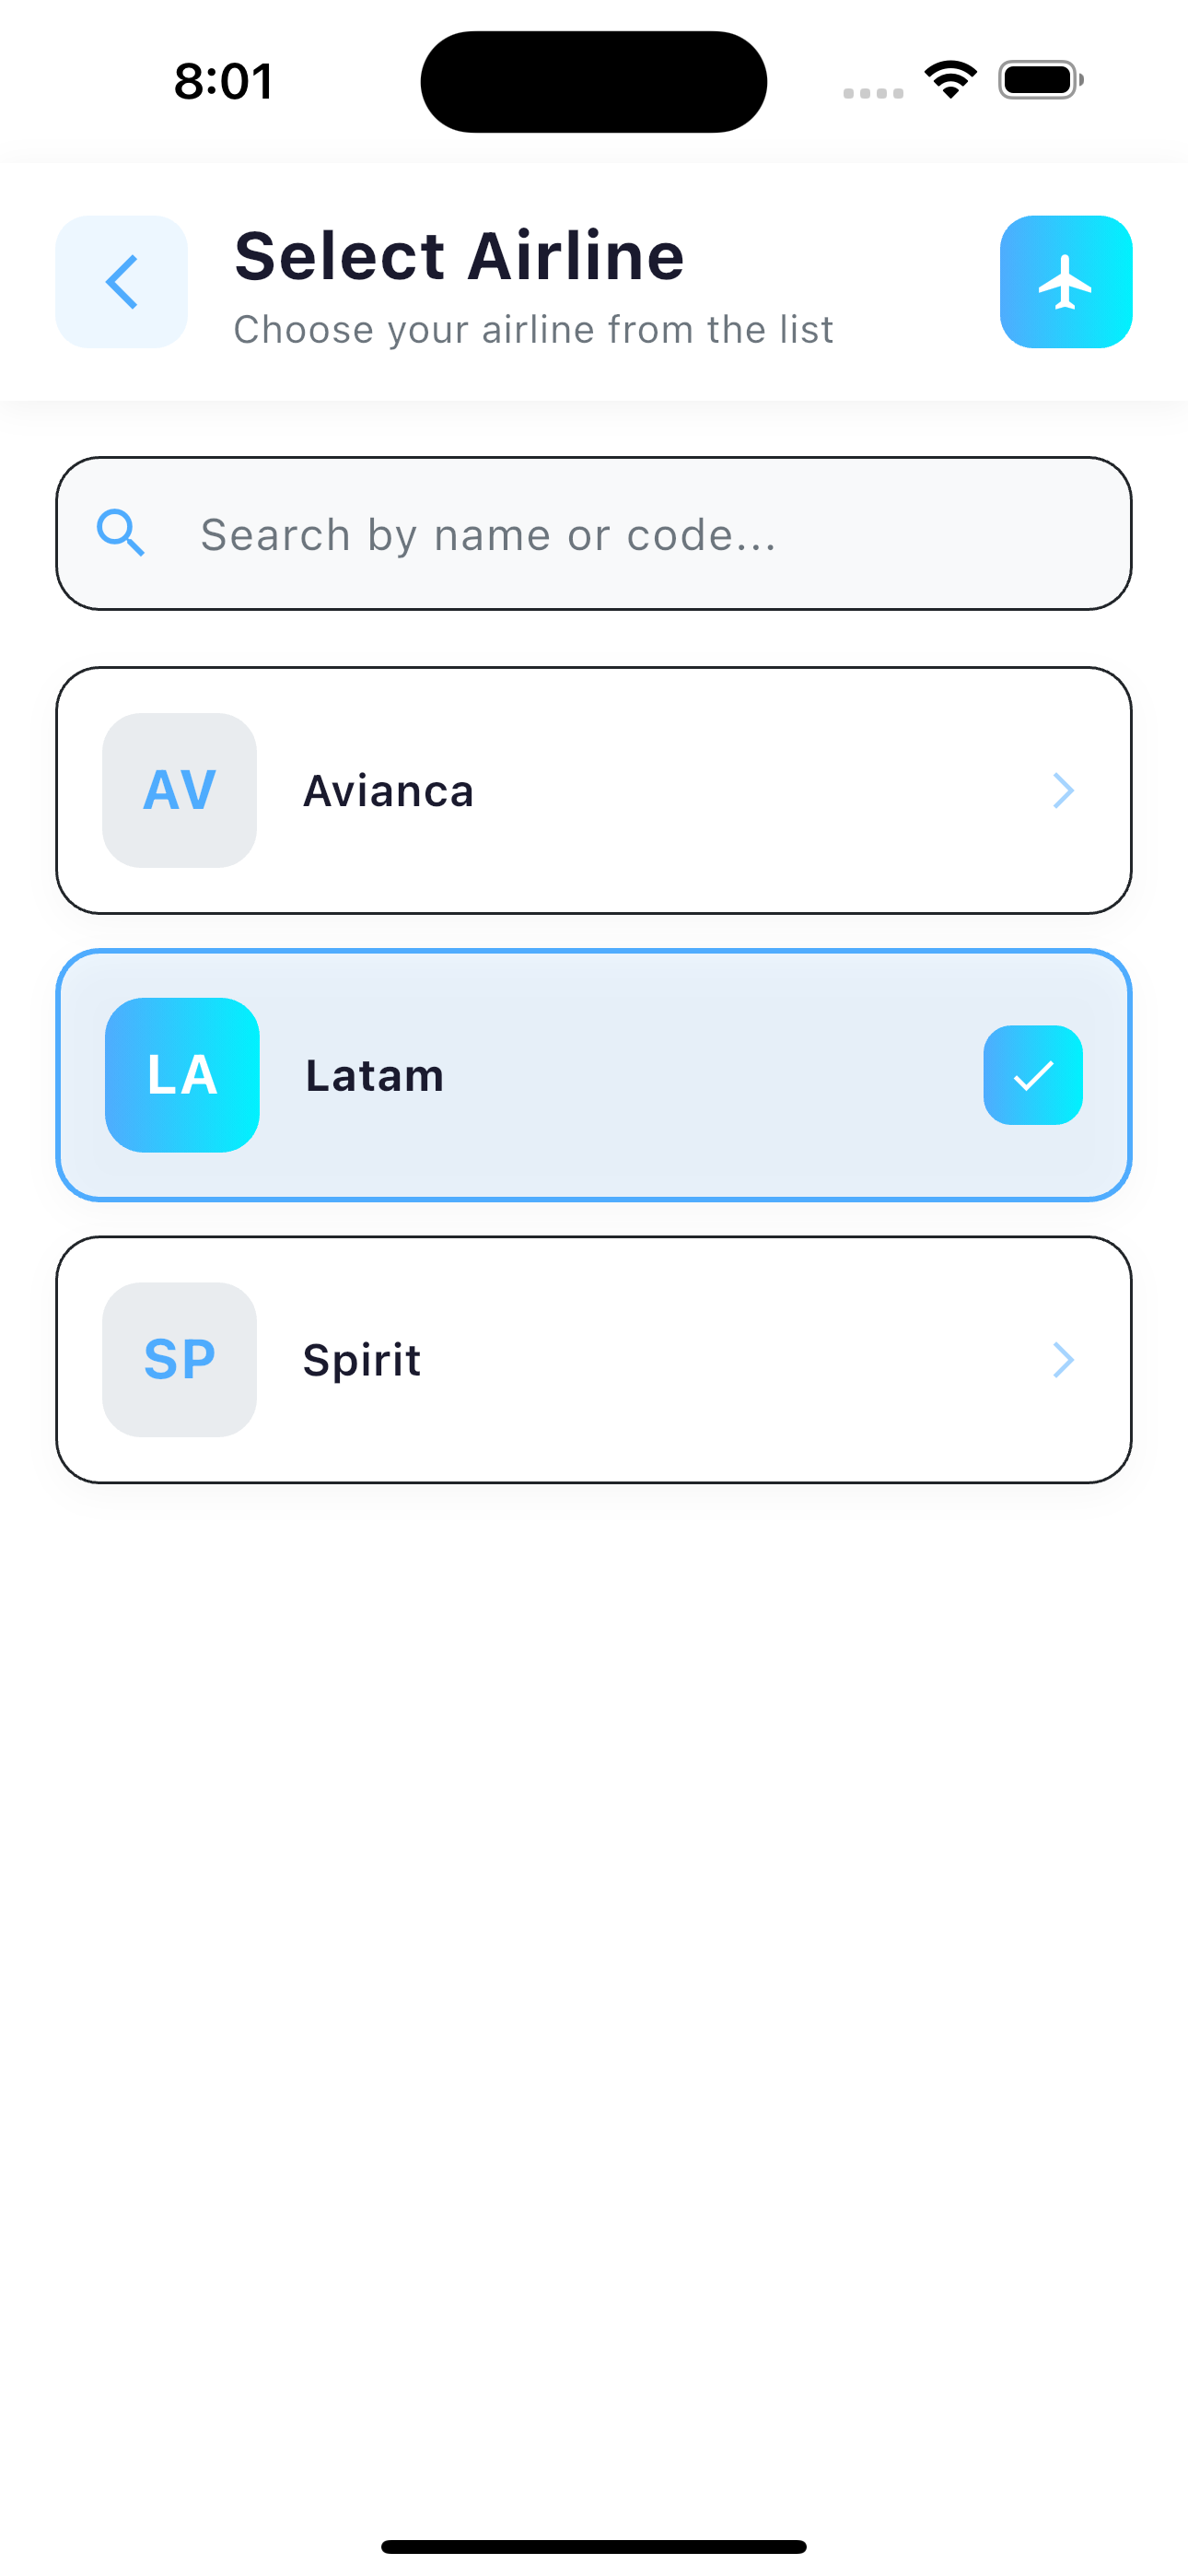 8:01
Select Airline
Choose your airline from the list
Search by name or code...
AV
Avianca
LA
Latam
SP
Spirit